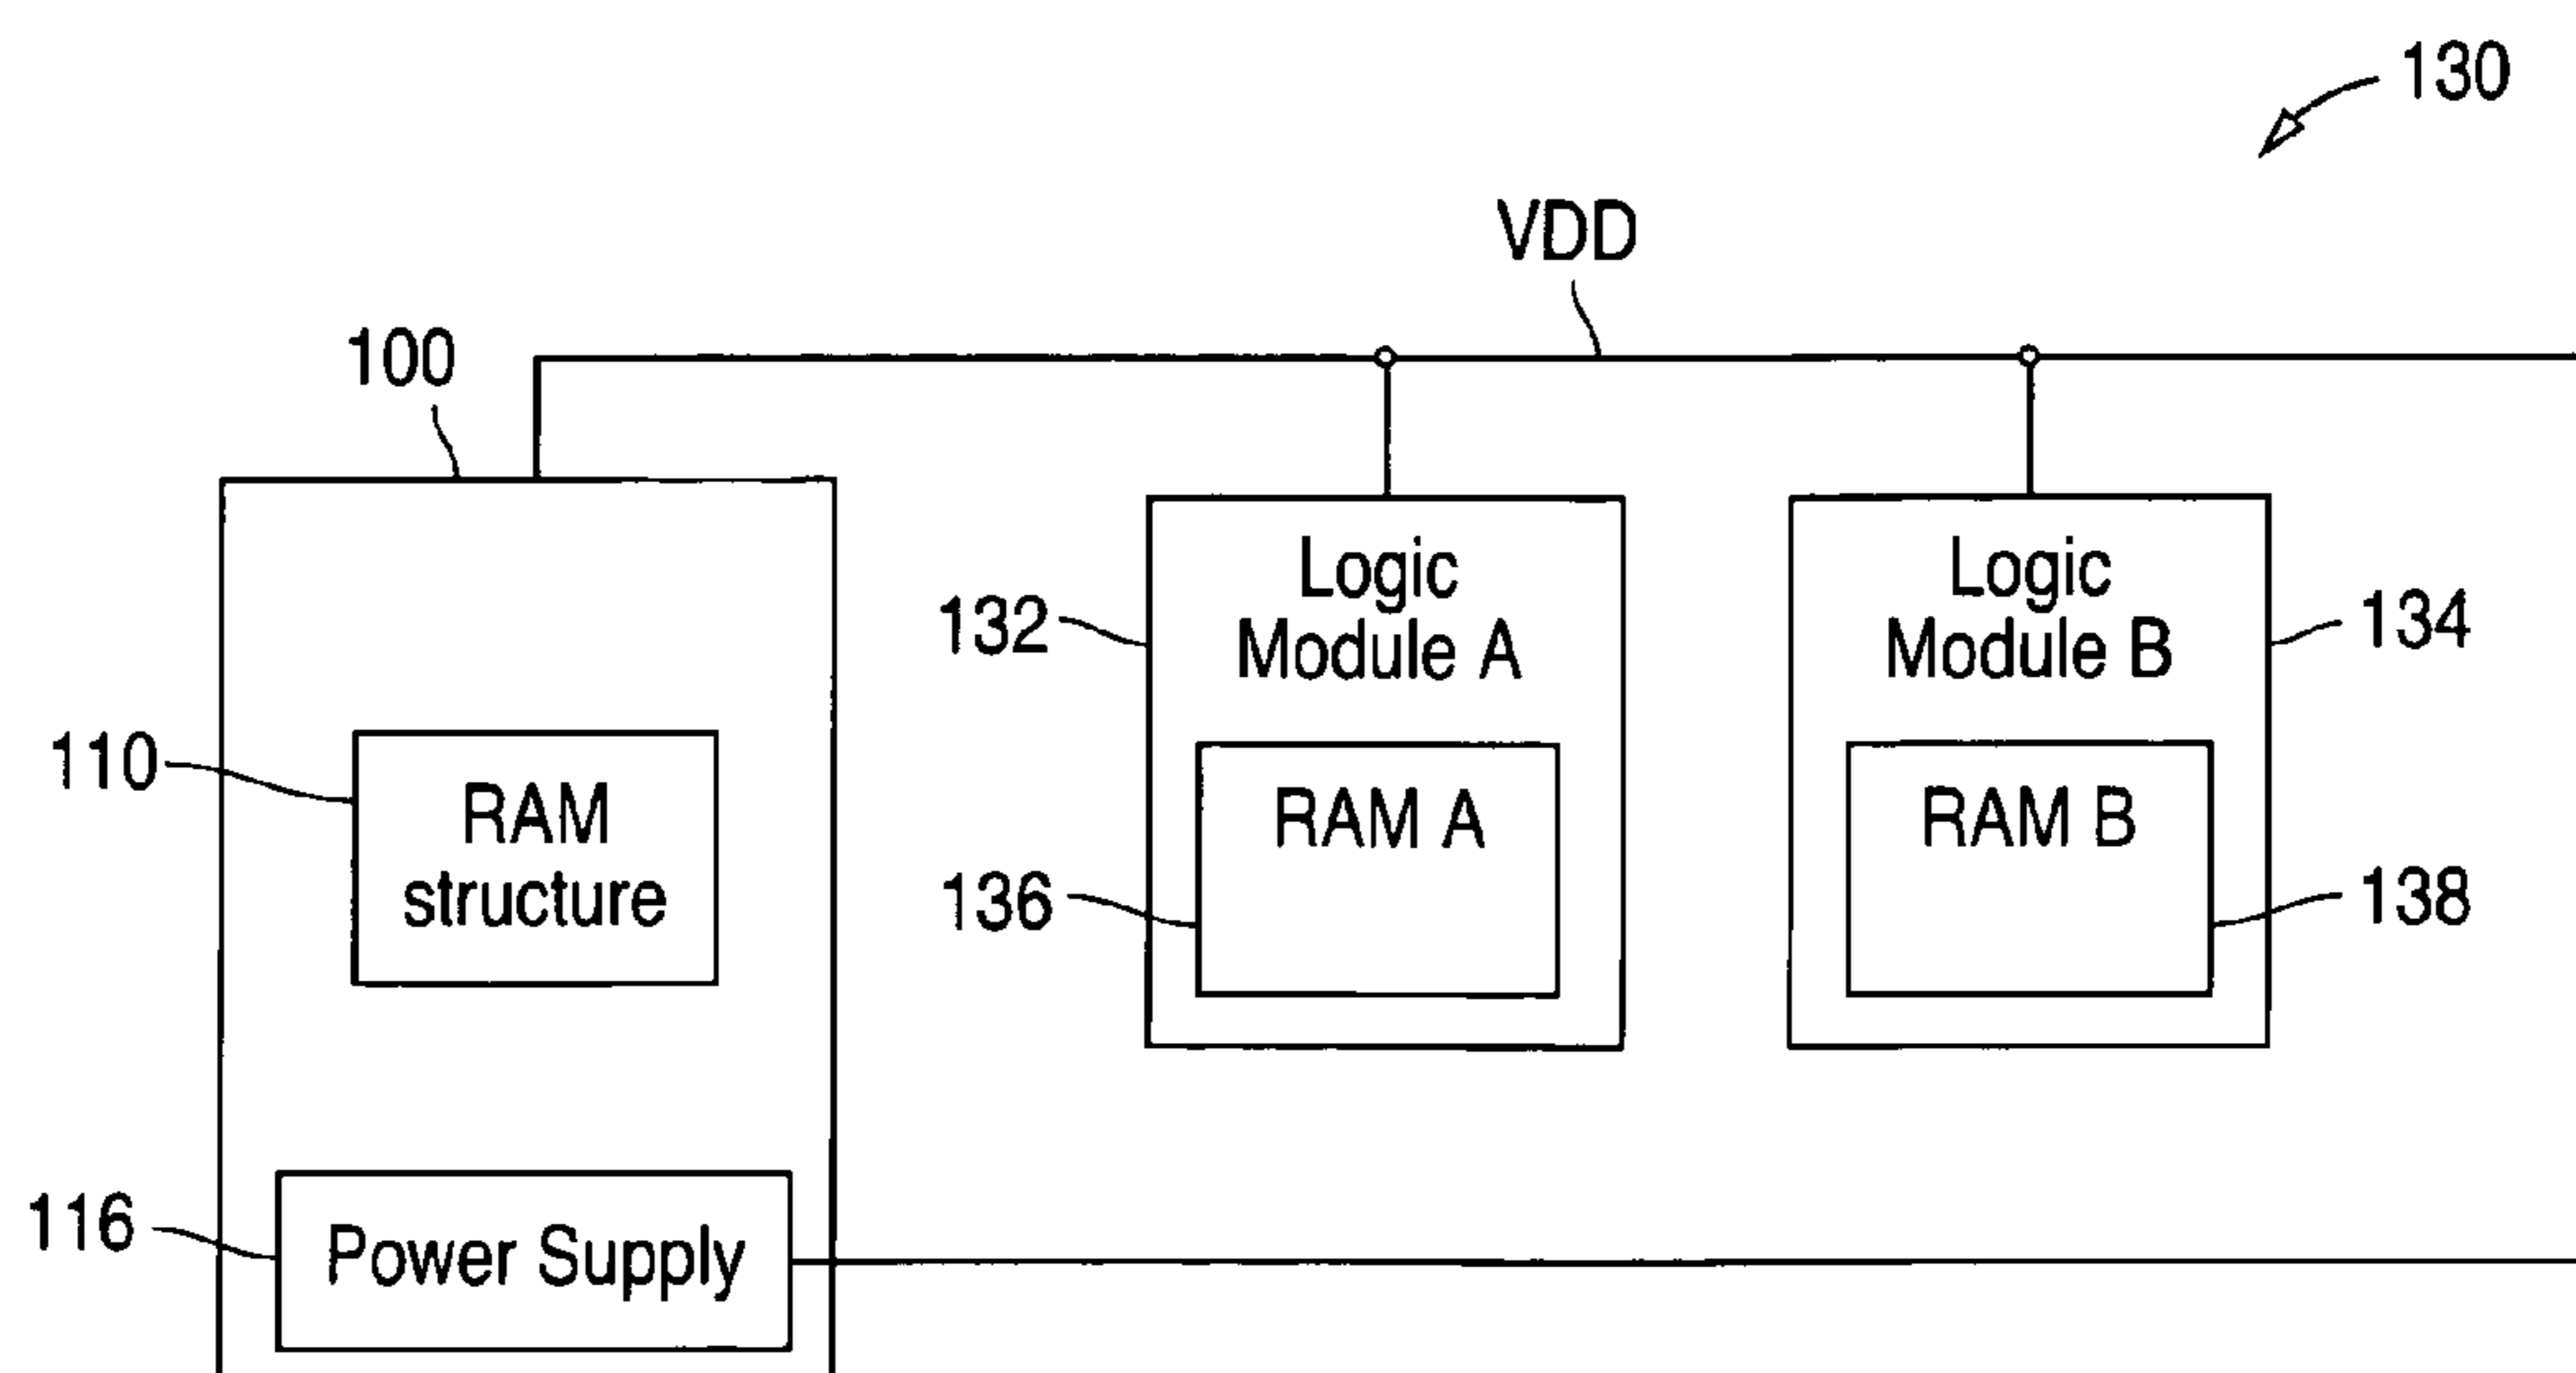 130
VDD
100
Logic
Module A
132
Logic
Module B
134
110
RAM
structure
RAM A
136
RAM B
138
116
Power Supply